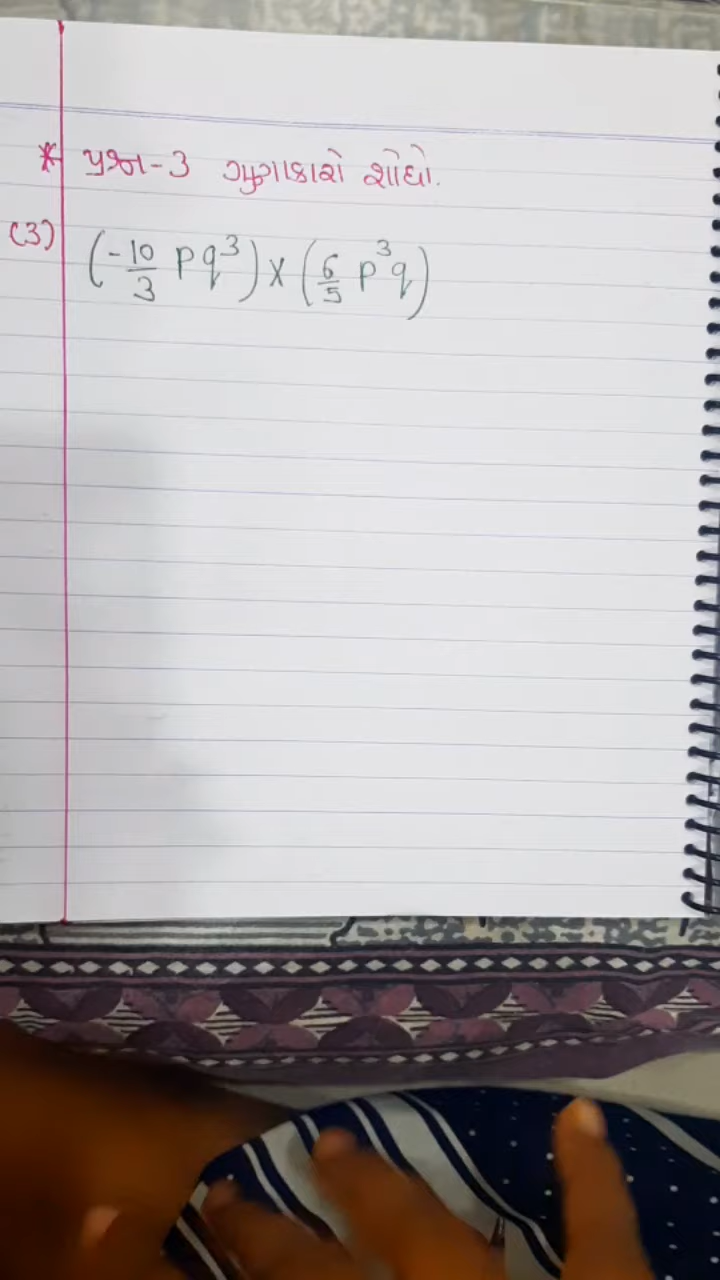 * પ્રશ્ન-3 ગુણાકારો શોધો.
(3) (-10/3 pq³) × (6/5 p³q)